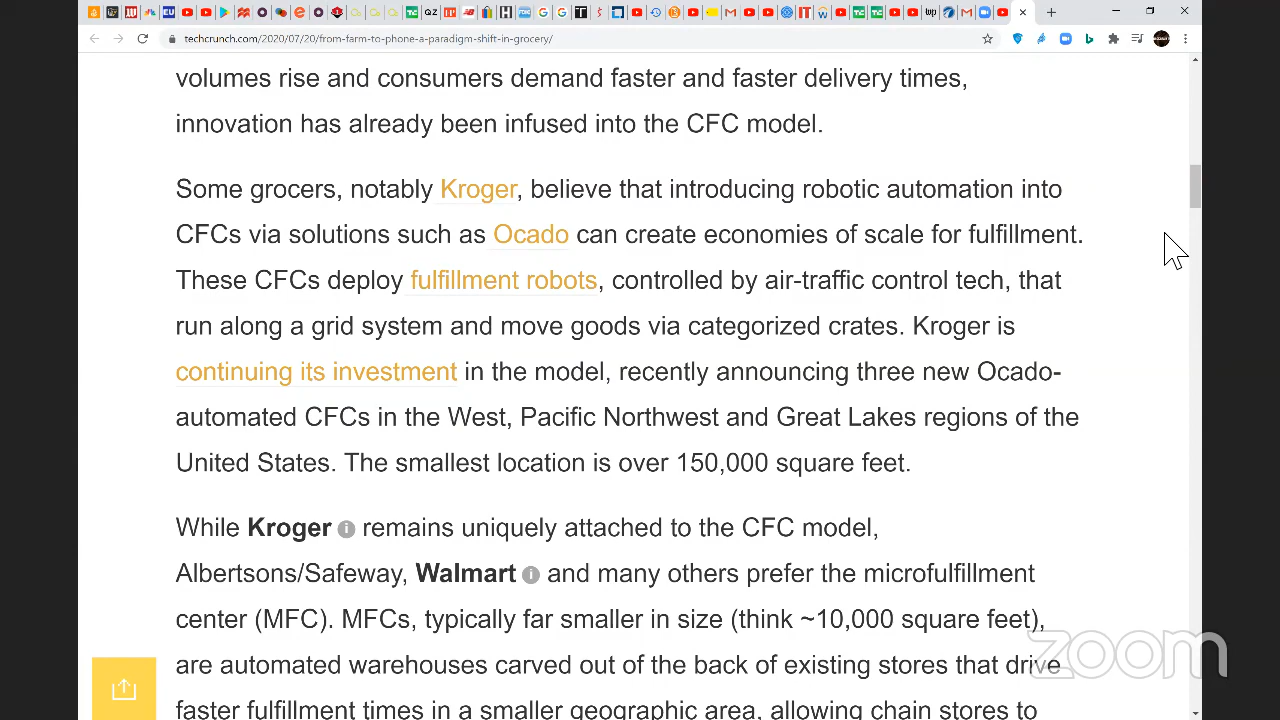 techcrunch.com/2020/07/20/from-farm-to-phone-a-paradigm-shift-in-grocery/
volumes rise and consumers demand faster and faster delivery times,
innovation has already been infused into the CFC model.
Some grocers, notably Kroger, believe that introducing robotic automation into
CFCs via solutions such as Ocado can create economies of scale for fulfillment.
These CFCs deploy fulfillment robots, controlled by air-traffic control tech, that
run along a grid system and move goods via categorized crates. Kroger is
continuing its investment in the model, recently announcing three new Ocado-
automated CFCs in the West, Pacific Northwest and Great Lakes regions of the
United States. The smallest location is over 150,000 square feet.
While Kroger remains uniquely attached to the CFC model,
Albertsons/Safeway, Walmart and many others prefer the microfulfillment
center (MFC). MFCs, typically far smaller in size (think ~10,000 square feet),
are automated warehouses carved out of the back of existing stores that drive
faster fulfillment times in a smaller geographic area, allowing chain stores to
zoom